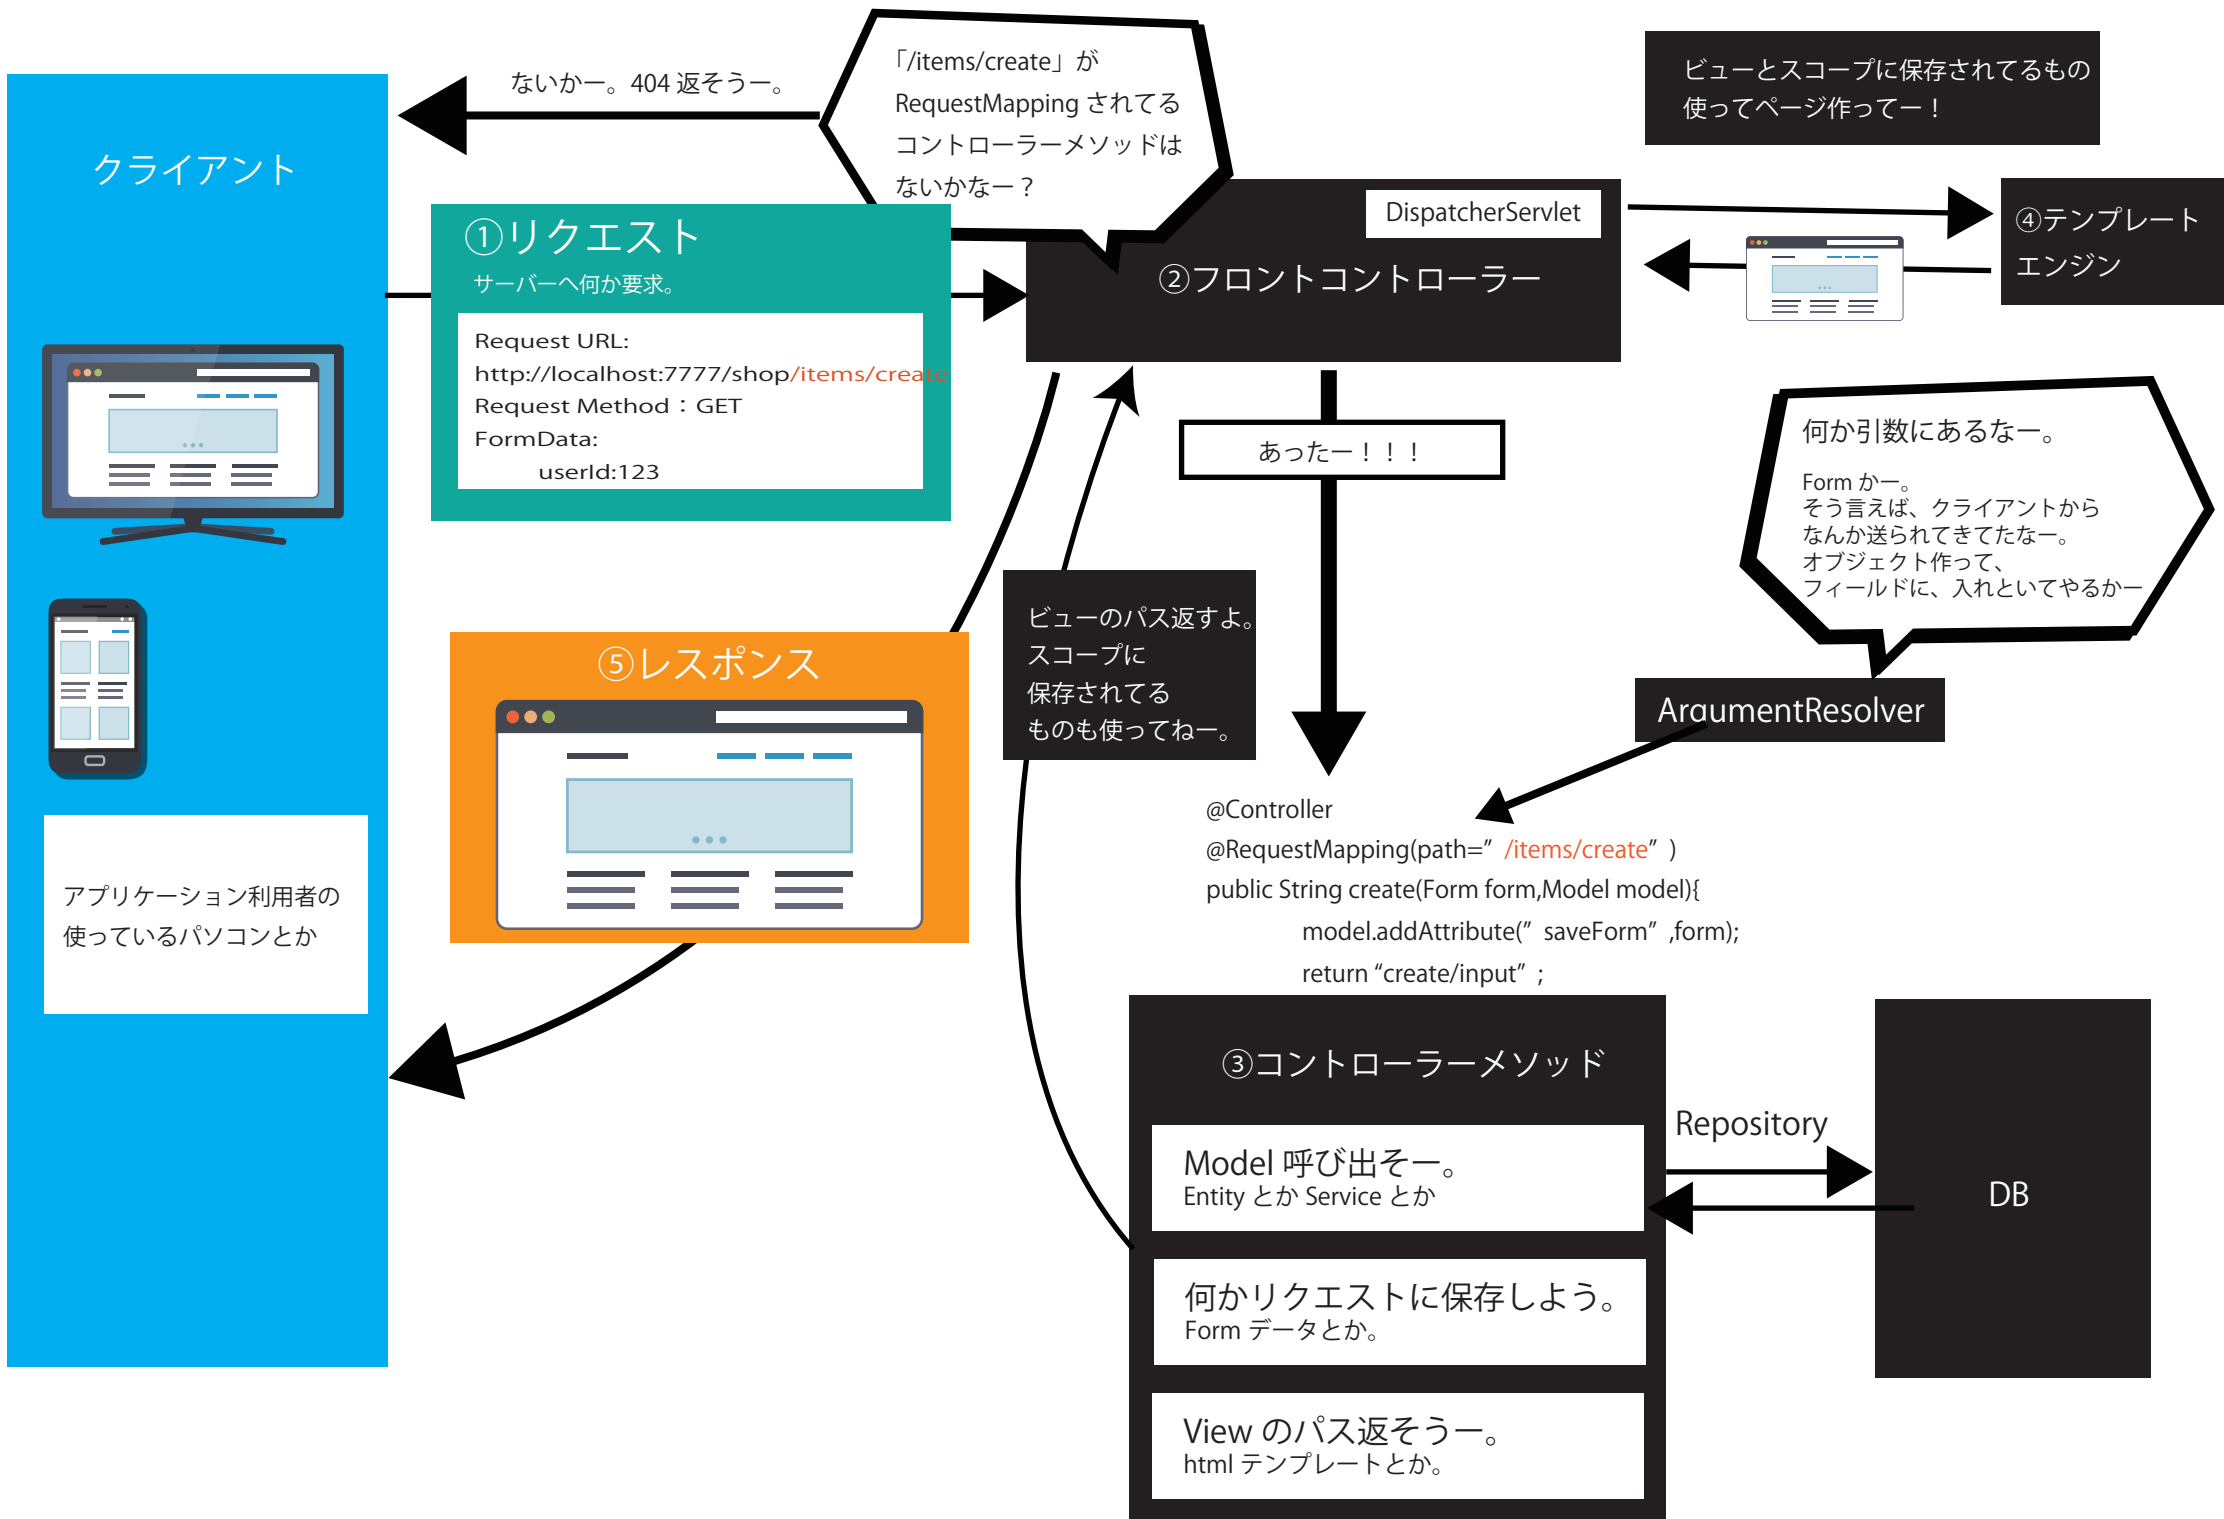 クライアント
アプリケーション利用者の
使っているパソコンとか
ないかー。404 返そうー。
「/items/create」が
RequestMapping されてる
コントローラーメソッドは
ないかなー？
①リクエスト
サーバーへ何か要求。
Request URL:
http://localhost:7777/shop/items/create
Request Method：GET
FormData:
userId:123
DispatcherServlet
②フロントコントローラー
ビューとスコープに保存されてるもの
使ってページ作ってー！
④テンプレート
エンジン
あったー！！！
何か引数にあるなー。
Form かー。
そう言えば、クライアントから
なんか送られてきてたなー。
オブジェクト作って、
フィールドに、入れといてやるかー
ArgumentResolver
ビューのパス返すよ。
スコープに
保存されてる
ものも使ってねー。
⑤レスポンス
@Controller
@RequestMapping(path=” /items/create” )
public String create(Form form,Model model){
model.addAttribute(” saveForm” ,form);
return “create/input” ;
③コントローラーメソッド
Model 呼び出そー。
Entity とか Service とか
何かリクエストに保存しよう。
Form データとか。
View のパス返そうー。
html テンプレートとか。
Repository
DB